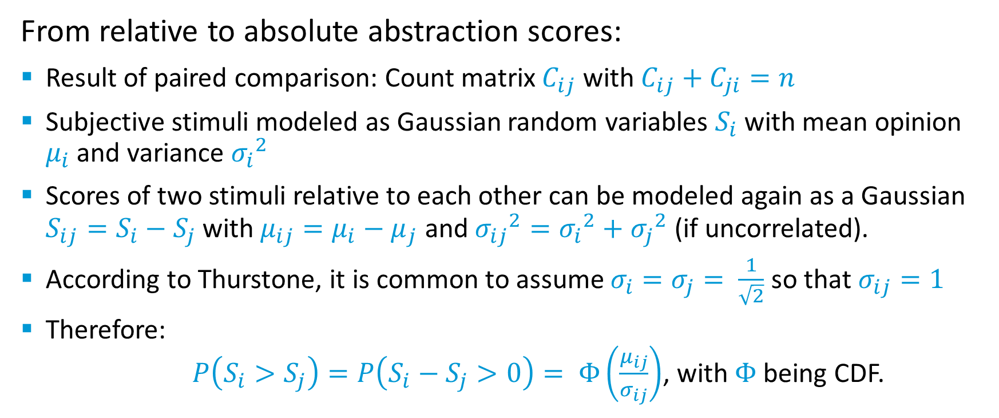 From relative to absolute abstraction scores:
▪ Result of paired comparison: Count matrix $C_{ij}$ with $C_{ij} + C_{ji} = n$
▪ Subjective stimuli modeled as Gaussian random variables $S_i$ with mean opinion
$\mu_i$ and variance $\sigma_i^2$
▪ Scores of two stimuli relative to each other can be modeled again as a Gaussian
$S_{ij} = S_i - S_j$ with $\mu_{ij} = \mu_i - \mu_j$ and $\sigma_{ij}^2 = \sigma_i^2 + \sigma_j^2$ (if uncorrelated).
▪ According to Thurstone, it is common to assume $\sigma_i = \sigma_j = \frac{1}{\sqrt{2}}$ so that $\sigma_{ij} = 1$
▪ Therefore:
$P(S_i > S_j) = P(S_i - S_j > 0) = \Phi\left(\frac{\mu_{ij}}{\sigma_{ij}}\right)$, with $\Phi$ being CDF.